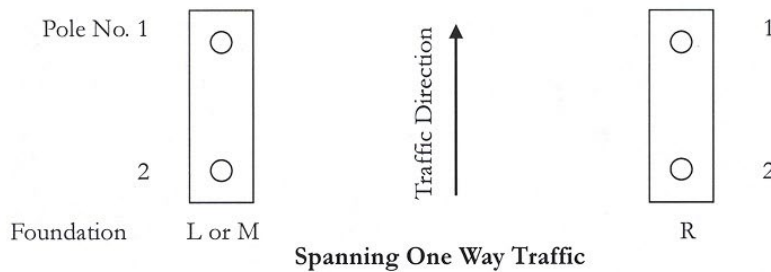 Pole No. 1
1
Traffic Direction
2
2
Foundation L or M R
Spanning One Way Traffic